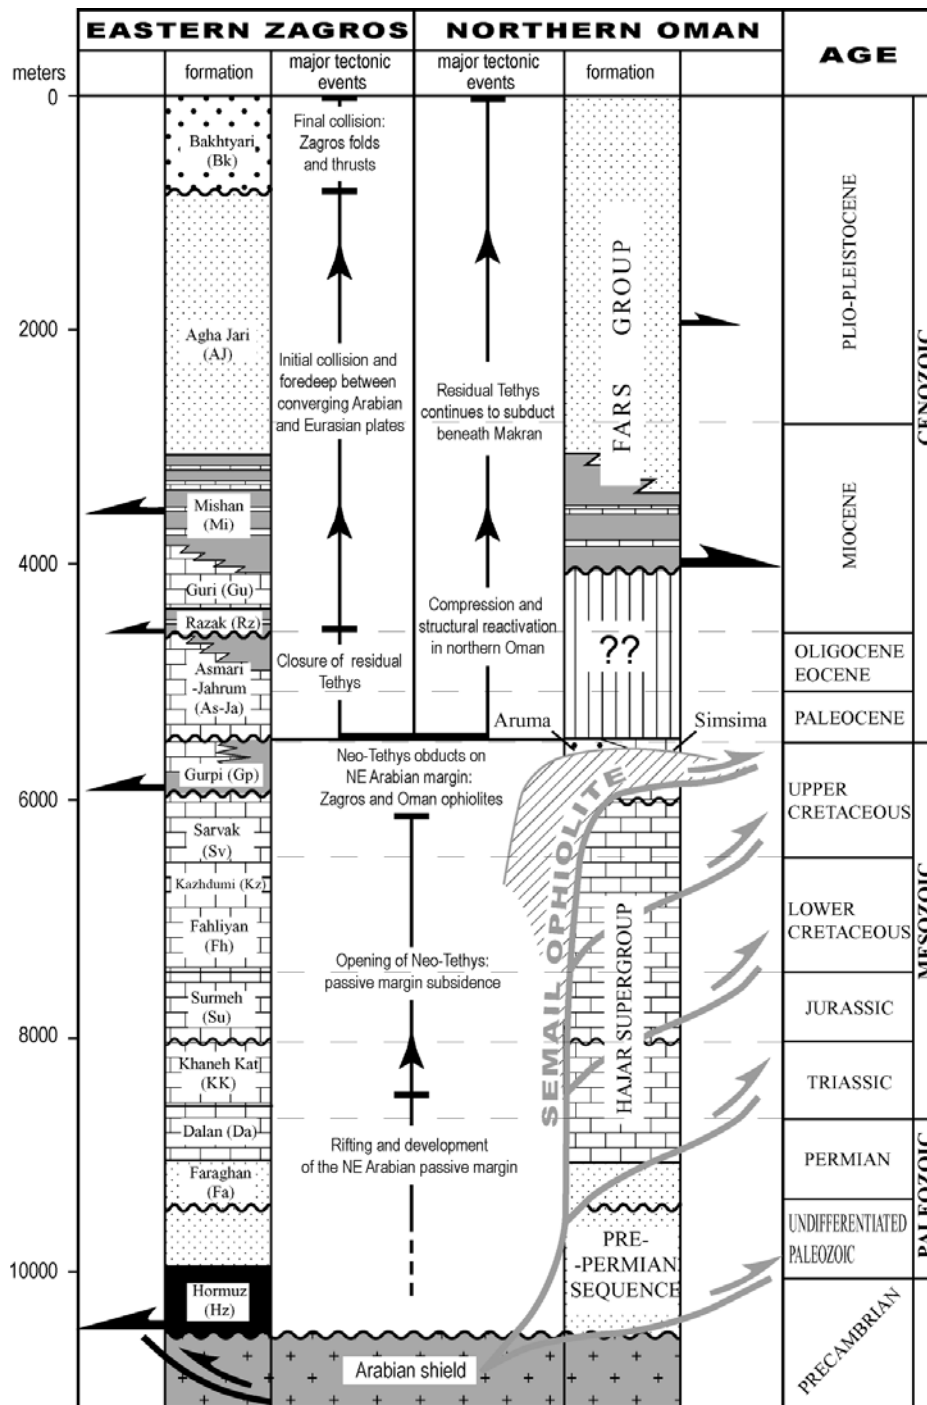 EASTERN ZAGROS
NORTHERN OMAN
AGE
meters
formation
major tectonic
events
major tectonic
events
formation
0
2000
4000
6000
8000
10000
Bakhtyari
(Bk)
Agha Jari
(AJ)
Mishan
(Mi)
Guri (Gu)
Razak (Rz)
Asmari
-Jahrum
(As-Ja)
Gurpi (Gp)
Sarvak
(Sv)
Kazhdumi (Kz)
Fahliyan
(Fh)
Surmeh
(Su)
Khaneh Kat
(KK)
Dalan (Da)
Faraghan
(Fa)
Hormuz
(Hz)
Final collision:
Zagros folds
and thrusts
Initial collision and
foredeep between
converging Arabian
and Eurasian plates
Closure of residual
Tethys
Residual Tethys
continues to subduct
beneath Makran
Compression and
structural reactivation
in northern Oman
Neo-Tethys obducts on
NE Arabian margin:
Zagros and Oman ophiolites
Opening of Neo-Tethys:
passive margin subsidence
Rifting and development
of the NE Arabian passive margin
Arabian shield
FARS GROUP
??
Aruma
Simsima
SEMAIL OPHIOLITE
HAJAR SUPERGROUP
PRE-
-PERMIAN
SEQUENCE
PLIO-PLEISTOCENE
MIOCENE
OLIGOCENE
EOCENE
PALEOCENE
UPPER
CRETACEOUS
LOWER
CRETACEOUS
JURASSIC
TRIASSIC
PERMIAN
UNDIFFERENTIATED
PALEOZOIC
PRECAMBRIAN
CENOZOIC
MESOZOIC
PALEOZOIC